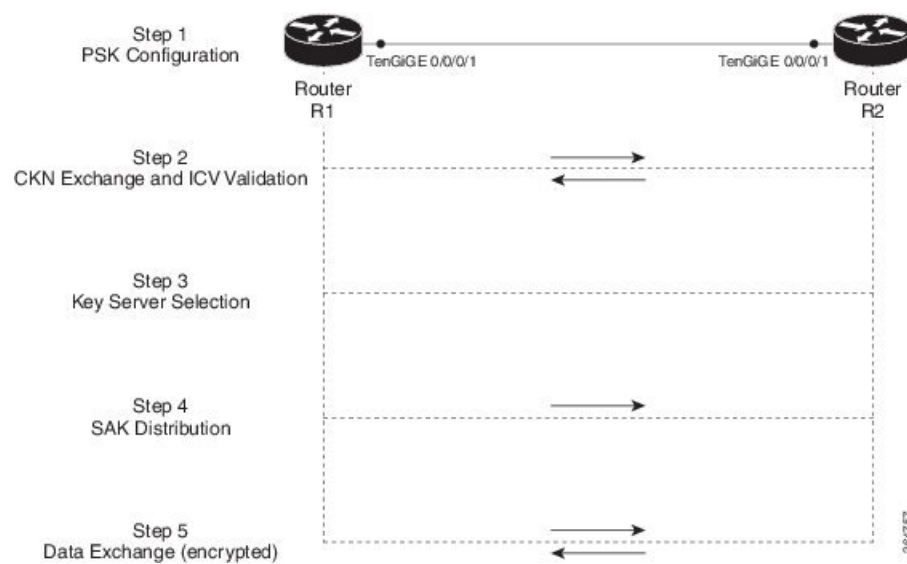 Step 1
PSK Configuration
TenGiGE 0/0/0/1
TenGiGE 0/0/0/1
Router
R1
Router
R2
Step 2
CKN Exchange and ICV Validation
Step 3
Key Server Selection
Step 4
SAK Distribution
Step 5
Data Exchange (encrypted)